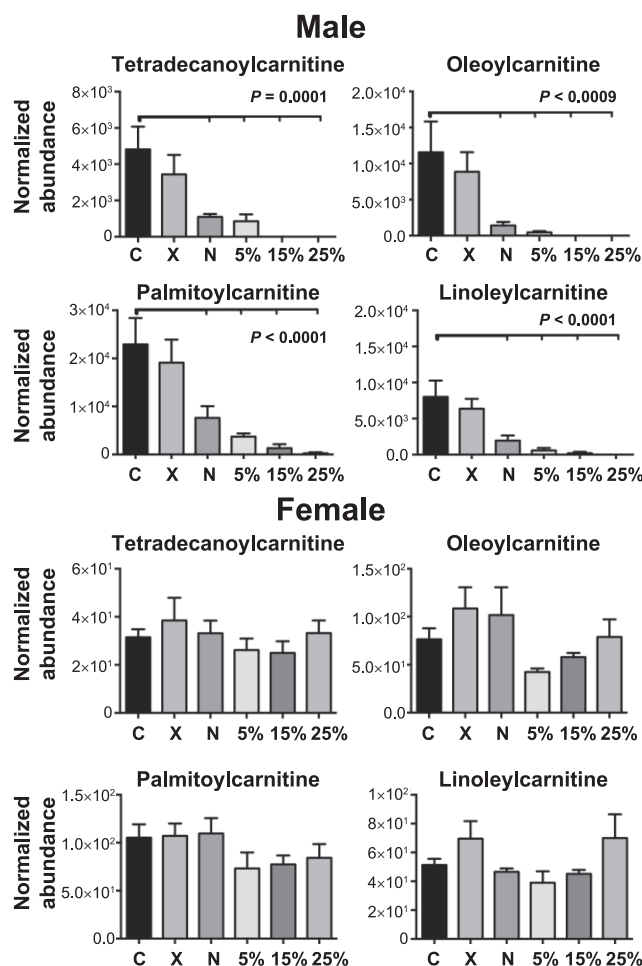 Male
Tetradecanoylcarnitine
Normalized
abundance
8×10³
6×10³
4×10³
2×10³
0
P = 0.0001
C X N 5% 15% 25%
Oleoylcarnitine
2.0×10⁴
1.5×10⁴
1.0×10⁴
5.0×10³
0.0
P < 0.0009
C X N 5% 15% 25%
Palmitoylcarnitine
Normalized
abundance
3×10⁴
2×10⁴
1×10⁴
0
P < 0.0001
C X N 5% 15% 25%
Linoleylcarnitine
2.0×10⁴
1.5×10⁴
1.0×10⁴
5.0×10³
0.0
P < 0.0001
C X N 5% 15% 25%
Female
Tetradecanoylcarnitine
Normalized
abundance
6×10¹
4×10¹
2×10¹
0
C X N 5% 15% 25%
Oleoylcarnitine
1.5×10²
1.0×10²
5.0×10¹
0.0
C X N 5% 15% 25%
Palmitoylcarnitine
Normalized
abundance
1.5×10²
1.0×10²
5.0×10¹
0.0
C X N 5% 15% 25%
Linoleylcarnitine
1×10²
8×10¹
6×10¹
4×10¹
2×10¹
0
C X N 5% 15% 25%